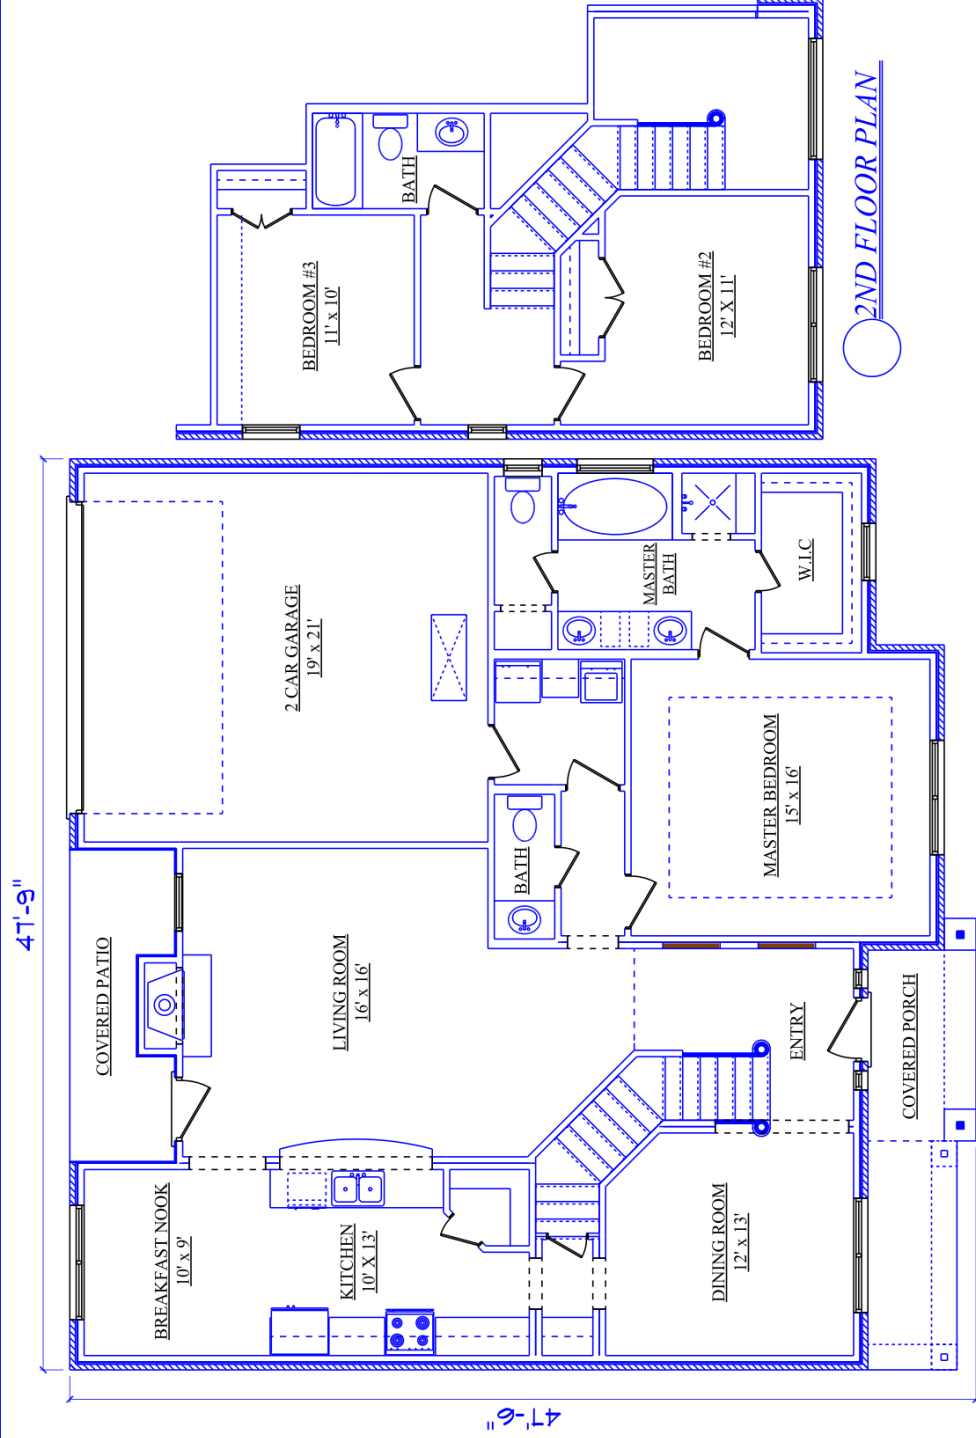 BEDROOM #3
11' x 10'
BATH
BEDROOM #2
12' X 11'
2ND FLOOR PLAN
47'-9"
COVERED PATIO
2 CAR GARAGE
19' x 21'
LIVING ROOM
16' x 16'
BREAKFAST NOOK
10' x 9'
KITCHEN
10' X 13'
BATH
MASTER
BATH
W.I.C
MASTER BEDROOM
15' x 16'
ENTRY
DINING ROOM
12' x 13'
COVERED PORCH
47'-6"